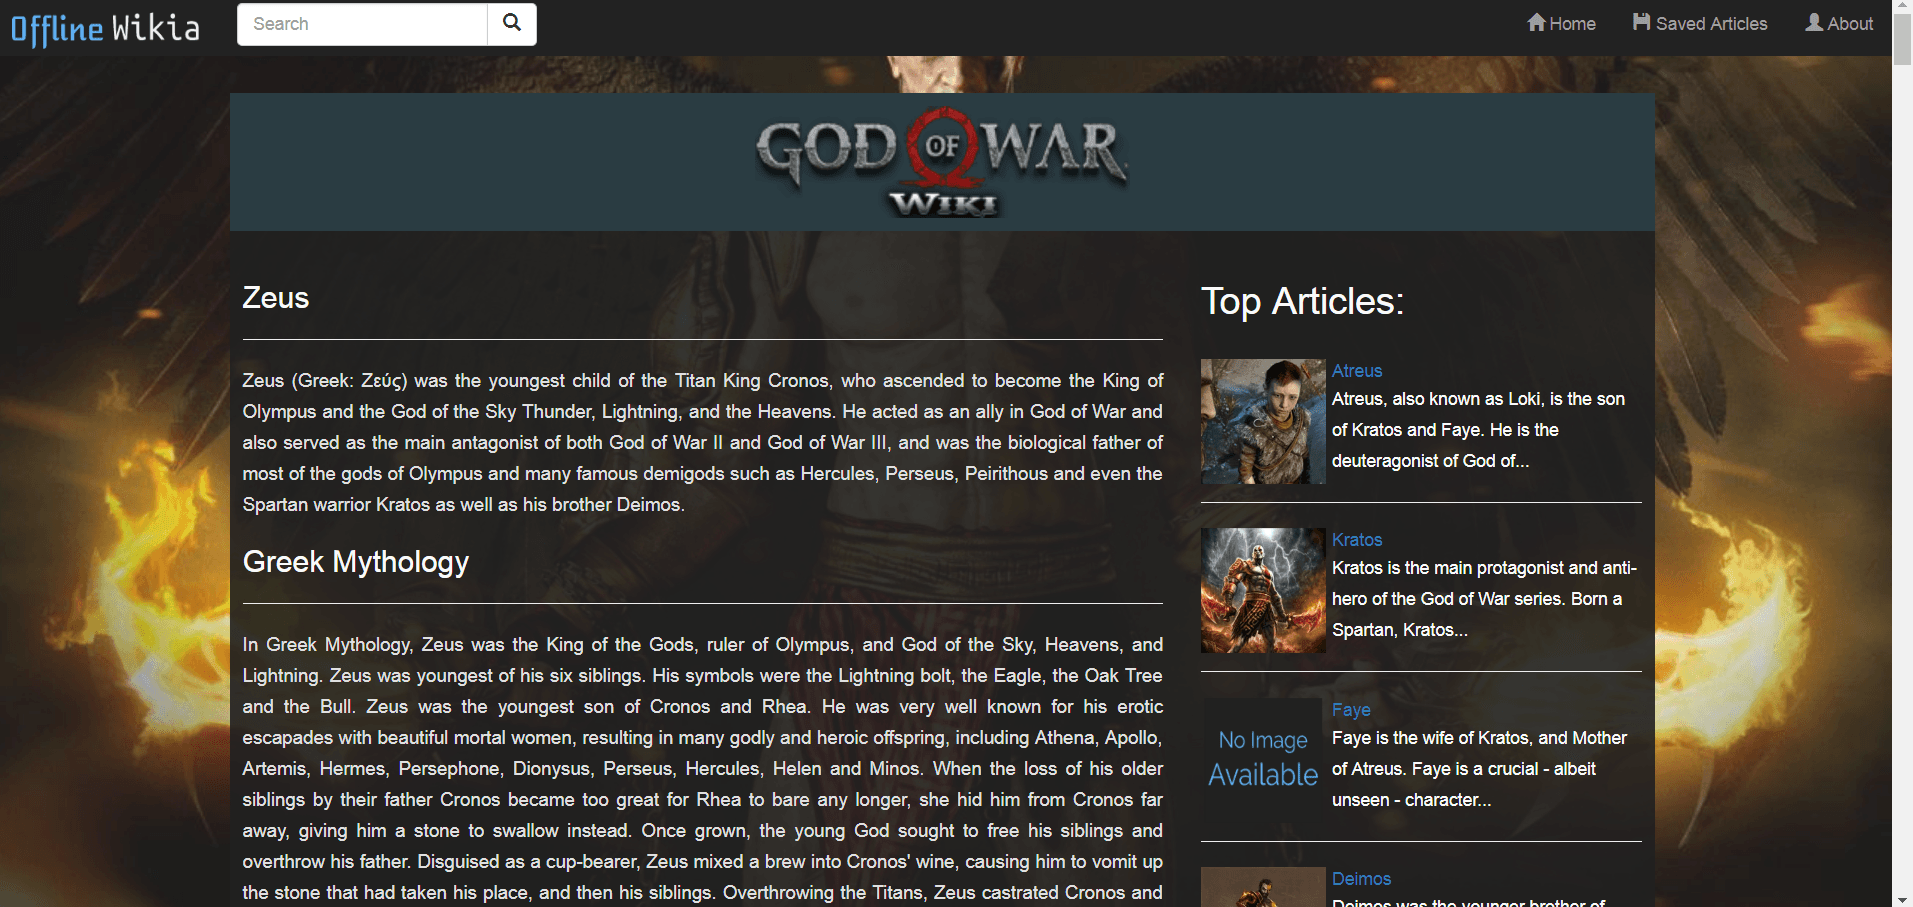 Offline Wikia
Search
Home
Saved Articles
About
GOD OF WAR
WIKI
Zeus
Zeus (Greek: Ζεύς) was the youngest child of the Titan King Cronos, who ascended to become the King of
Olympus and the God of the Sky Thunder, Lightning, and the Heavens. He acted as an ally in God of War and
also served as the main antagonist of both God of War II and God of War III, and was the biological father of
most of the gods of Olympus and many famous demigods such as Hercules, Perseus, Peirithous and even the
Spartan warrior Kratos as well as his brother Deimos.
Greek Mythology
In Greek Mythology, Zeus was the King of the Gods, ruler of Olympus, and God of the Sky, Heavens, and
Lightning. Zeus was youngest of his six siblings. His symbols were the Lightning bolt, the Eagle, the Oak Tree
and the Bull. Zeus was the youngest son of Cronos and Rhea. He was very well known for his erotic
escapades with beautiful mortal women, resulting in many godly and heroic offspring, including Athena, Apollo,
Artemis, Hermes, Persephone, Dionysus, Perseus, Hercules, Helen and Minos. When the loss of his older
siblings by their father Cronos became too great for Rhea to bare any longer, she hid him from Cronos far
away, giving him a stone to swallow instead. Once grown, the young God sought to free his siblings and
overthrow his father. Disguised as a cup-bearer, Zeus mixed a brew into Cronos' wine, causing him to vomit up
the stone that had taken his place, and then his siblings. Overthrowing the Titans, Zeus castrated Cronos and
Top Articles:
Atreus
Atreus, also known as Loki, is the son
of Kratos and Faye. He is the
deuteragonist of God of...
Kratos
Kratos is the main protagonist and anti-
hero of the God of War series. Born a
Spartan, Kratos...
No Image
Available
Faye
Faye is the wife of Kratos, and Mother
of Atreus. Faye is a crucial - albeit
unseen - character...
Deimos
Deimos was the younger brother of